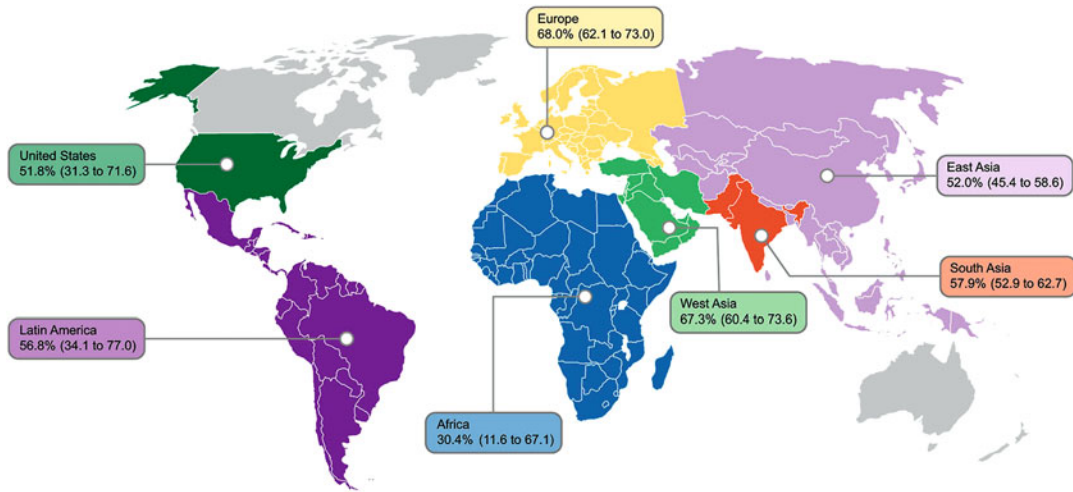 Europe
68.0% (62.1 to 73.0)
United States
51.8% (31.3 to 71.6)
East Asia
52.0% (45.4 to 58.6)
South Asia
57.9% (52.9 to 62.7)
West Asia
67.3% (60.4 to 73.6)
Latin America
56.8% (34.1 to 77.0)
Africa
30.4% (11.6 to 67.1)